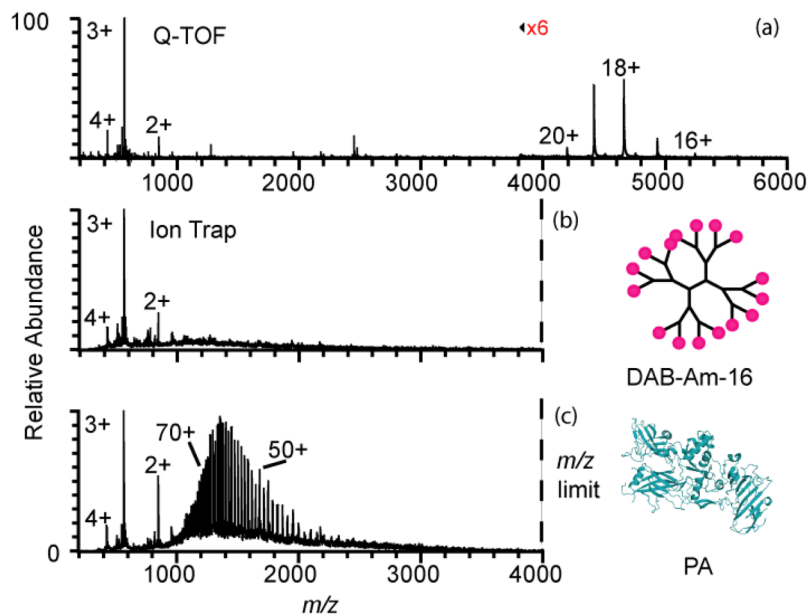 100
3+
Q-TOF
◂x6
(a)
18+
4+
2+
20+
16+
1000
2000
3000
4000
5000
6000
Relative Abundance
3+
Ion Trap
(b)
4+
2+
DAB-Am-16
3+
(c)
70+
50+
2+
m/z
limit
4+
0
1000
2000
3000
4000
PA
m/z